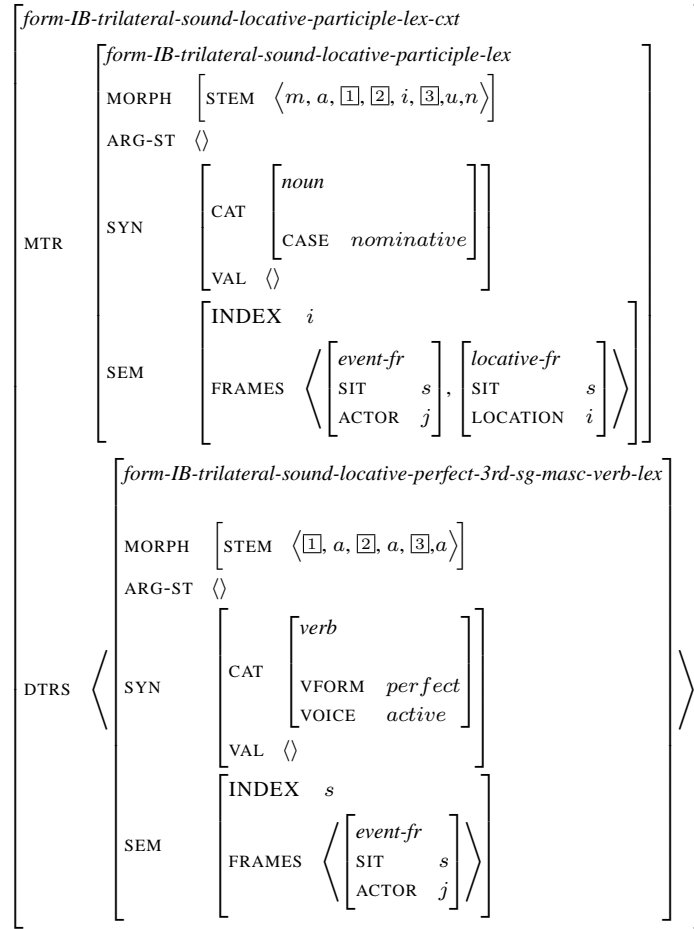 form-IB-trilateral-sound-locative-participle-lex-cxt
form-IB-trilateral-sound-locative-participle-lex
MORPH [STEM ⟨m, a, 1, 2, i, 3,u,n⟩]
ARG-ST ⟨⟩
noun
CAT
SYN
CASE nominative
MTR
VAL ⟨⟩
INDEX i
event-fr locative-fr
SEM
FRAMES ⟨[SIT s], [SIT s]⟩
ACTOR j LOCATION i
form-IB-trilateral-sound-locative-perfect-3rd-sg-masc-verb-lex
MORPH [STEM ⟨1, a, 2, a, 3,a⟩]
ARG-ST ⟨⟩
verb
CAT
DTRS
SYN
VFORM perfect
VOICE active
VAL ⟨⟩
INDEX s
event-fr
SEM
FRAMES ⟨[SIT s]⟩
ACTOR j